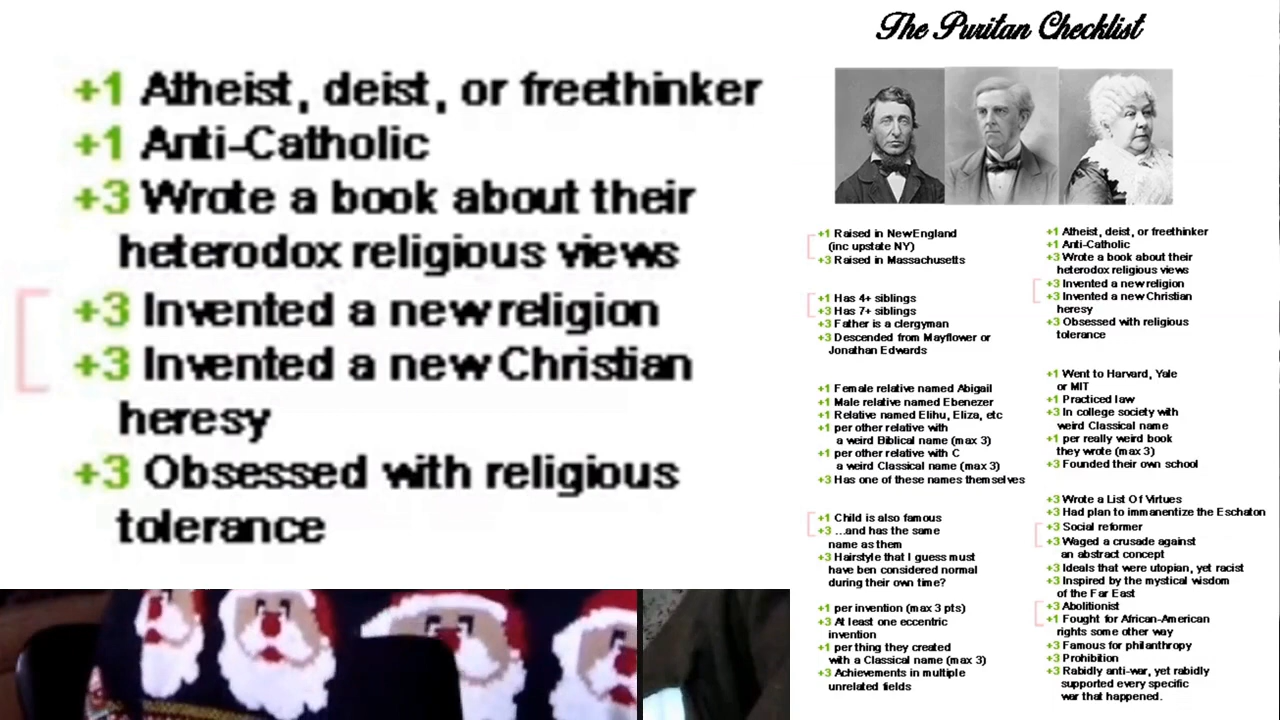 +1 Atheist, deist, or freethinker
+1 Anti-Catholic
+3 Wrote a book about their
heterodox religious views
+3 Invented a new religion
+3 Invented a new Christian
heresy
+3 Obsessed with religious
tolerance
The Puritan Checklist
+1 Raised in New England
(inc upstate NY)
+3 Raised in Massachusetts
+1 Has 4+ siblings
+3 Has 7+ siblings
+3 Father is a clergyman
+3 Descended from Mayflower or
Jonathan Edwards
+1 Female relative named Abigail
+1 Male relative named Ebenezer
+1 Relative named Elihu, Eliza, etc
+1 per other relative with
a weird Biblical name (max 3)
+1 per other relative with C
a weird Classical name (max 3)
+3 Has one of these names themselves
+1 Child is also famous
+3 ...and has the same
name as them
+3 Hairstyle that I guess must
have ben considered normal
during their own time?
+1 per invention (max 3 pts)
+3 At least one eccentric
invention
+1 per thing they created
with a Classical name (max 3)
+3 Achievements in multiple
unrelated fields
+1 Atheist, deist, or freethinker
+1 Anti-Catholic
+3 Wrote a book about their
heterodox religious views
+3 Invented a new religion
+3 Invented a new Christian
heresy
+3 Obsessed with religious
tolerance
+1 Went to Harvard, Yale
or MIT
+1 Practiced law
+3 In college society with
weird Classical name
+1 per really weird book
they wrote (max 3)
+3 Founded their own school
+3 Wrote a List Of Virtues
+3 Had plan to immanentize the Eschaton
+3 Social reformer
+3 Waged a crusade against
an abstract concept
+3 Ideals that were utopian, yet racist
+3 Inspired by the mystical wisdom
of the Far East
+3 Abolitionist
+1 Fought for African-American
rights some other way
+3 Famous for philanthropy
+3 Prohibition
+3 Rabidly anti-war, yet rabidly
supported every specific
war that happened.